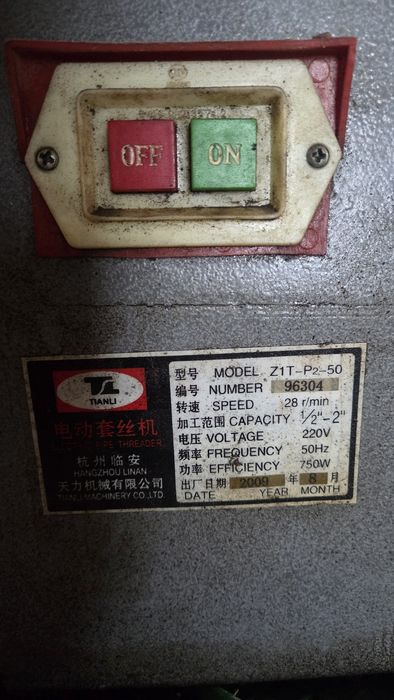 OFF ON
TIANLI
电动套丝机
PIPE THREADER
杭州临安
HANGZHOU LINAN
天力机械有限公司
TIANLI MACHINERY CO.,LTD
型号 MODEL Z1T-P2-50
编号 NUMBER 96304
转速 SPEED 28 r/min
加工范围 CAPACITY 1/2"-2"
电压 VOLTAGE 220V
频率 FREQUENCY 50Hz
功率 EFFICIENCY 750W
出厂日期 2009 年 8 月
DATE YEAR MONTH